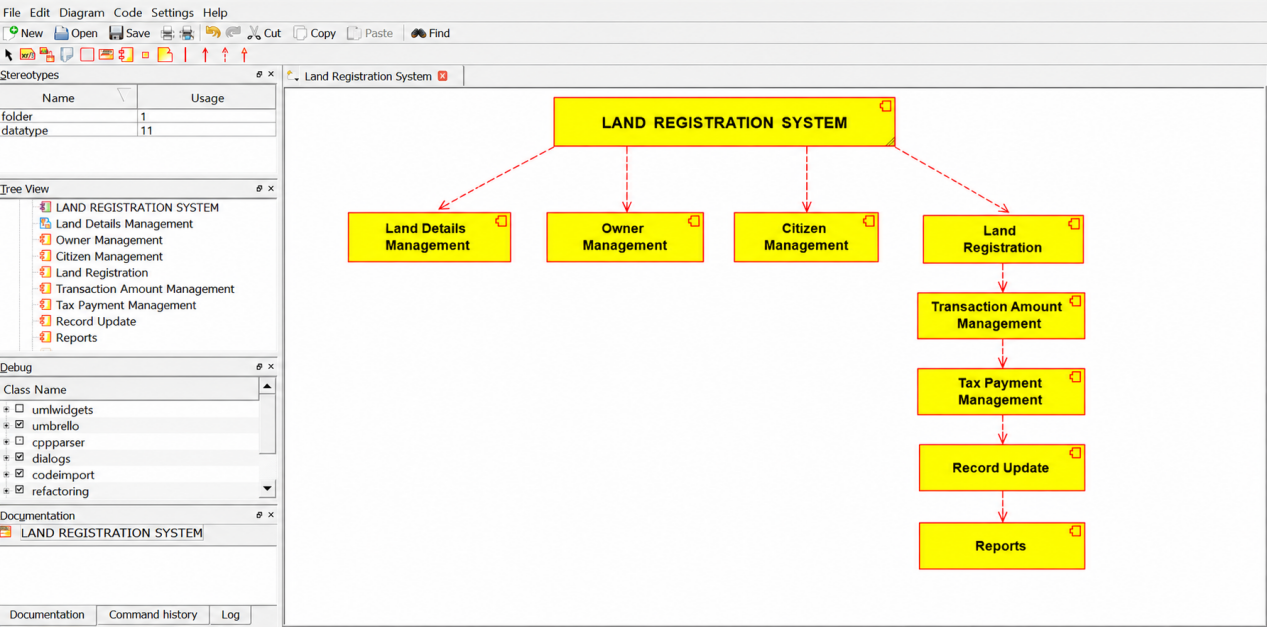 File Edit Diagram Code Settings Help
New Open Save Cut Copy Paste Find
Stereotypes
Name Usage
folder 1
datatype 11
Tree View
LAND REGISTRATION SYSTEM
Land Details Management
Owner Management
Citizen Management
Land Registration
Transaction Amount Management
Tax Payment Management
Record Update
Reports
Debug
Class Name
umlwidgets
umbrello
cppparser
dialogs
codeimport
refactoring
Documentation
LAND REGISTRATION SYSTEM
Documentation Command history Log
Land Registration System
LAND REGISTRATION SYSTEM
Land Details
Management
Owner
Management
Citizen
Management
Land
Registration
Transaction Amount
Management
Tax Payment
Management
Record Update
Reports